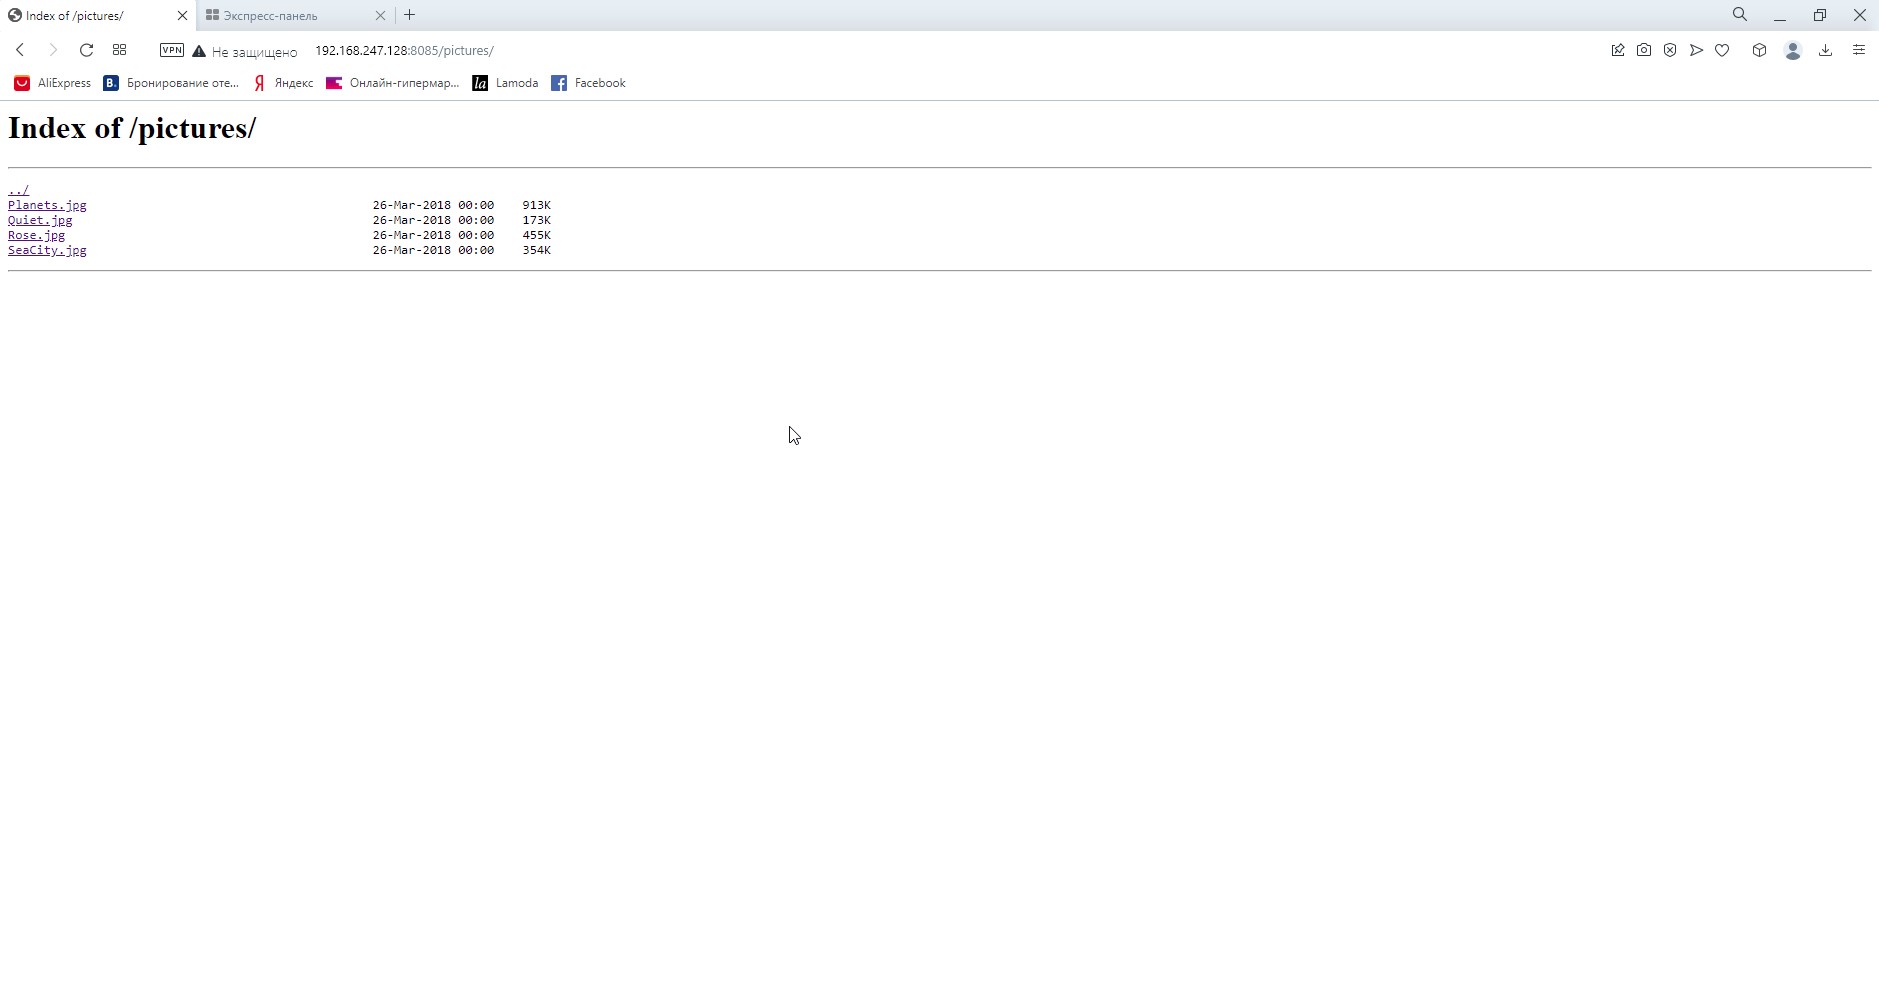 Index of /pictures/
Экспресс-панель
VPN
Не защищено
192.168.247.128:8085/pictures/
AliExpress
B.
Бронирование оте...
Я
Яндекс
Онлайн-гипермар...
la
Lamoda
f
Facebook
Index of /pictures/
../
Planets.jpg 26-Mar-2018 00:00 913K
Quiet.jpg 26-Mar-2018 00:00 173K
Rose.jpg 26-Mar-2018 00:00 455K
SeaCity.jpg 26-Mar-2018 00:00 354K